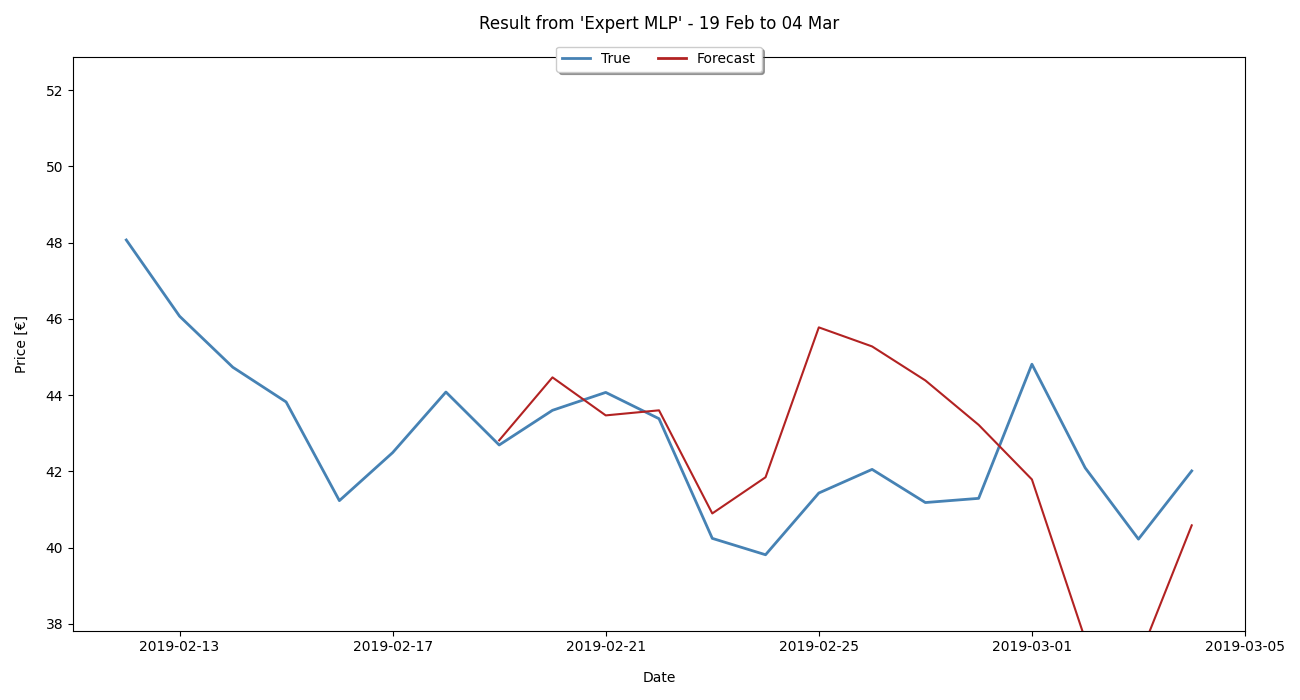 Result from 'Expert MLP' - 19 Feb to 04 Mar
True Forecast
52
50
48
46
44
42
40
38
Price [€]
2019-02-13 2019-02-17 2019-02-21 2019-02-25 2019-03-01 2019-03-05
Date